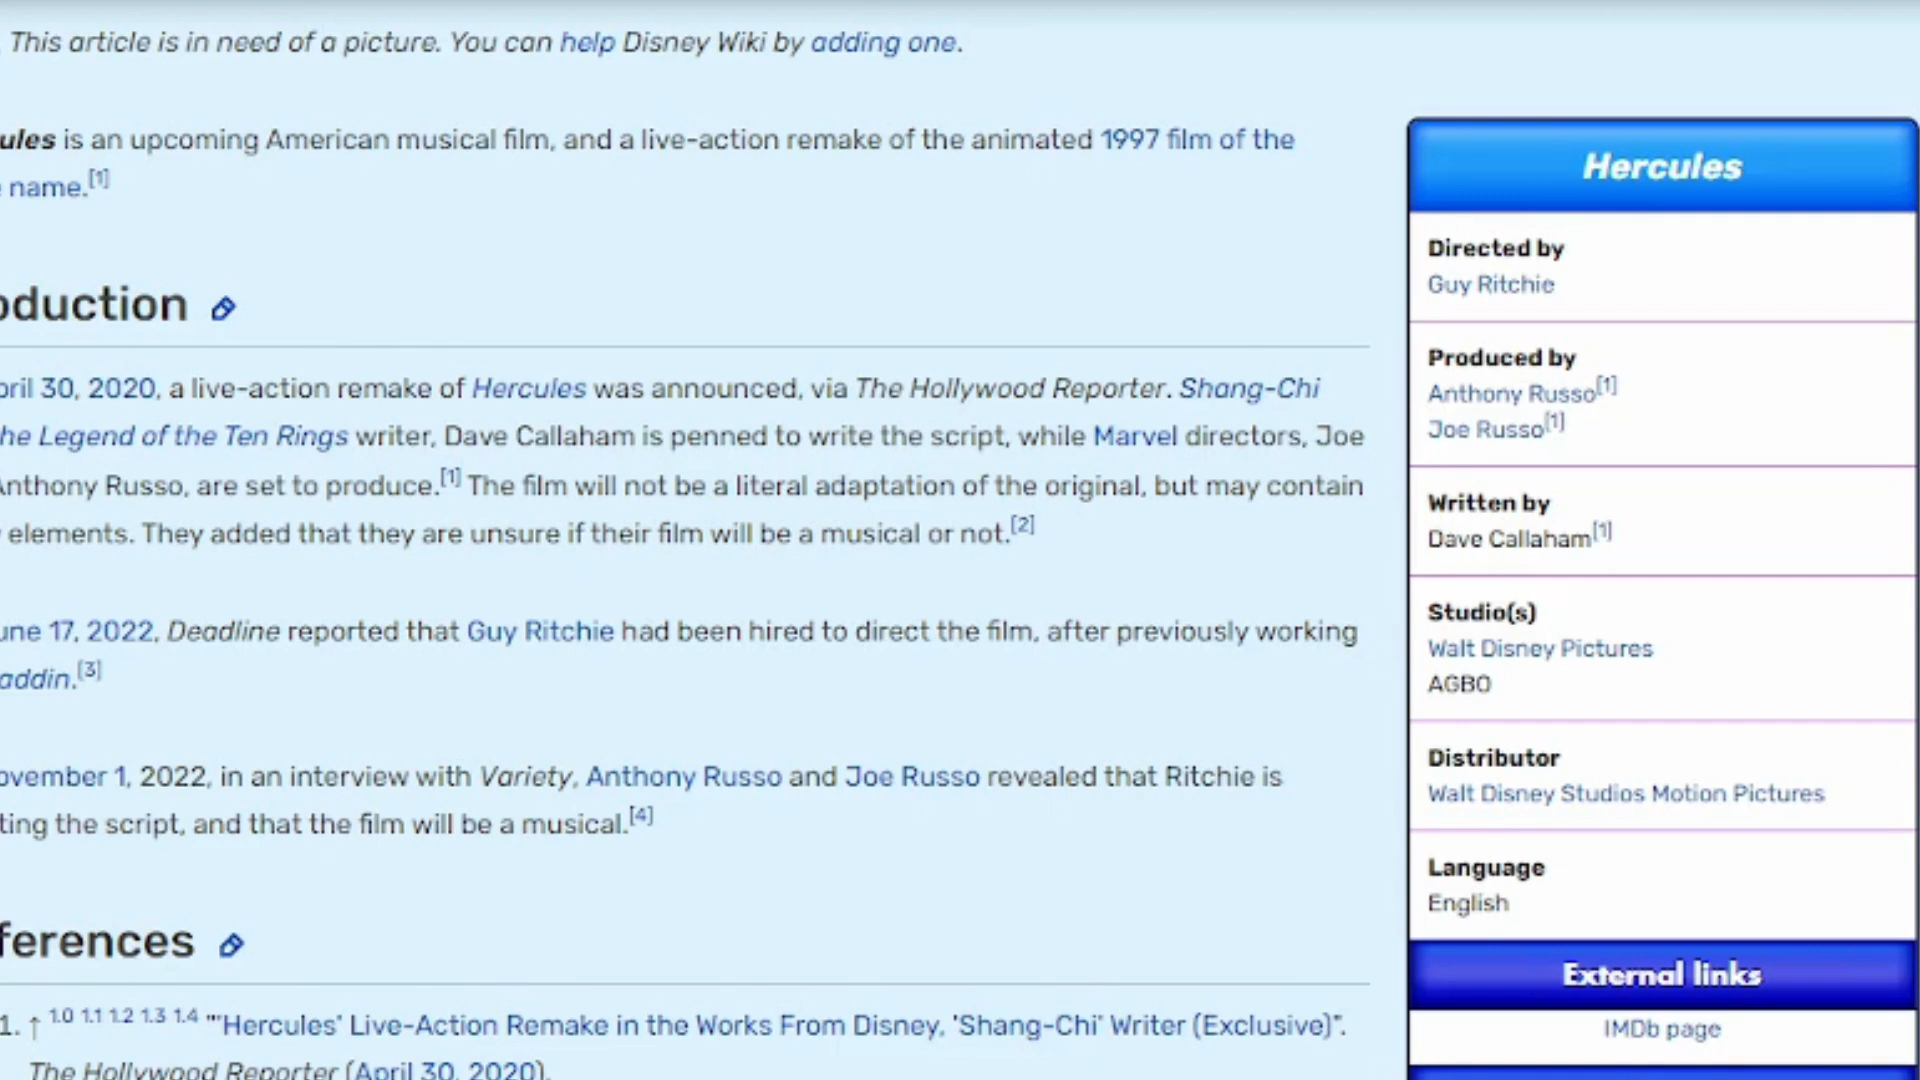 This article is in need of a picture. You can help Disney Wiki by adding one.
ules is an upcoming American musical film, and a live-action remake of the animated 1997 film of the
name.[1]
oduction
pril 30, 2020, a live-action remake of Hercules was announced, via The Hollywood Reporter. Shang-Chi
he Legend of the Ten Rings writer, Dave Callaham is penned to write the script, while Marvel directors, Joe
Anthony Russo, are set to produce.[1] The film will not be a literal adaptation of the original, but may contain
elements. They added that they are unsure if their film will be a musical or not.[2]
une 17, 2022, Deadline reported that Guy Ritchie had been hired to direct the film, after previously working
addin.[3]
ovember 1, 2022, in an interview with Variety, Anthony Russo and Joe Russo revealed that Ritchie is
ting the script, and that the film will be a musical.[4]
ferences
1. ↑ 1.0 1.1 1.2 1.3 1.4 "'Hercules' Live-Action Remake in the Works From Disney, 'Shang-Chi' Writer (Exclusive)".
The Hollywood Reporter (April 30, 2020).
Hercules
Directed by
Guy Ritchie
Produced by
Anthony Russo[1]
Joe Russo[1]
Written by
Dave Callaham[1]
Studio(s)
Walt Disney Pictures
AGBO
Distributor
Walt Disney Studios Motion Pictures
Language
English
External links
IMDb page